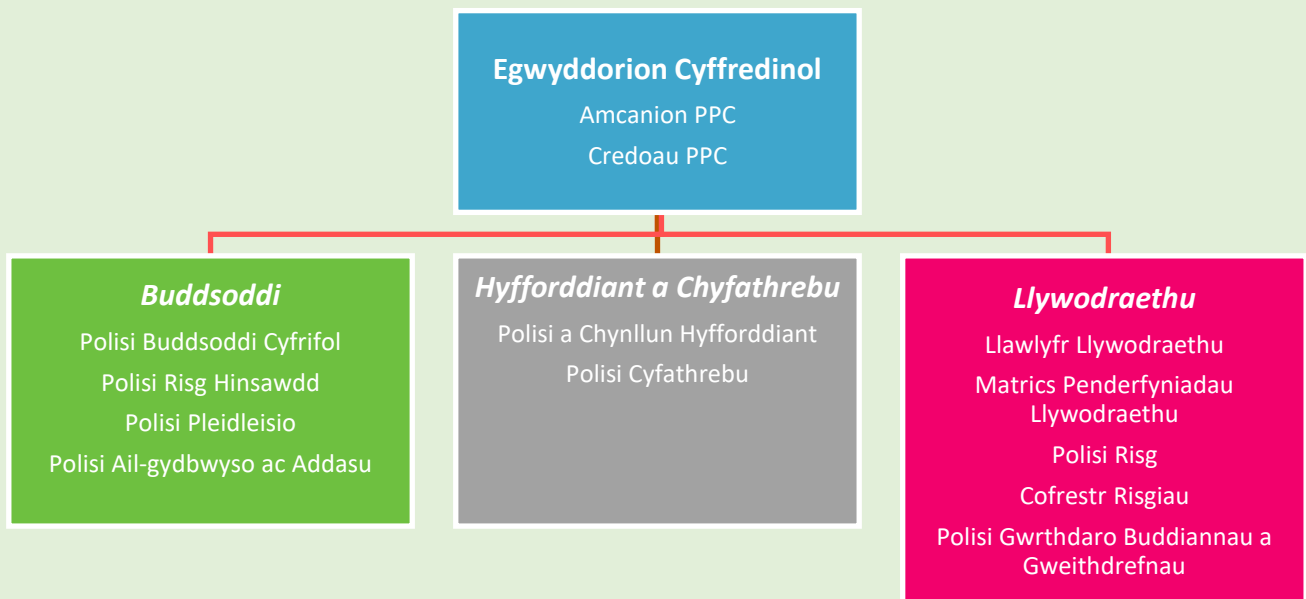 Egwyddorion Cyffredinol
Amcanion PPC
Credoau PPC
Buddsoddi
Polisi Buddsoddi Cyfrifol
Polisi Risg Hinsawdd
Polisi Pleidleisio
Polisi Ail-gydbwyso ac Addasu
Hyfforddiant a Chyfathrebu
Polisi a Chynllun Hyfforddiant
Polisi Cyfathrebu
Llywodraethu
Llawlyfr Llywodraethu
Matrics Penderfyniadau
Llywodraethu
Polisi Risg
Cofrestr Risgiau
Polisi Gwrthdaro Buddiannau a
Gweithdrefnau